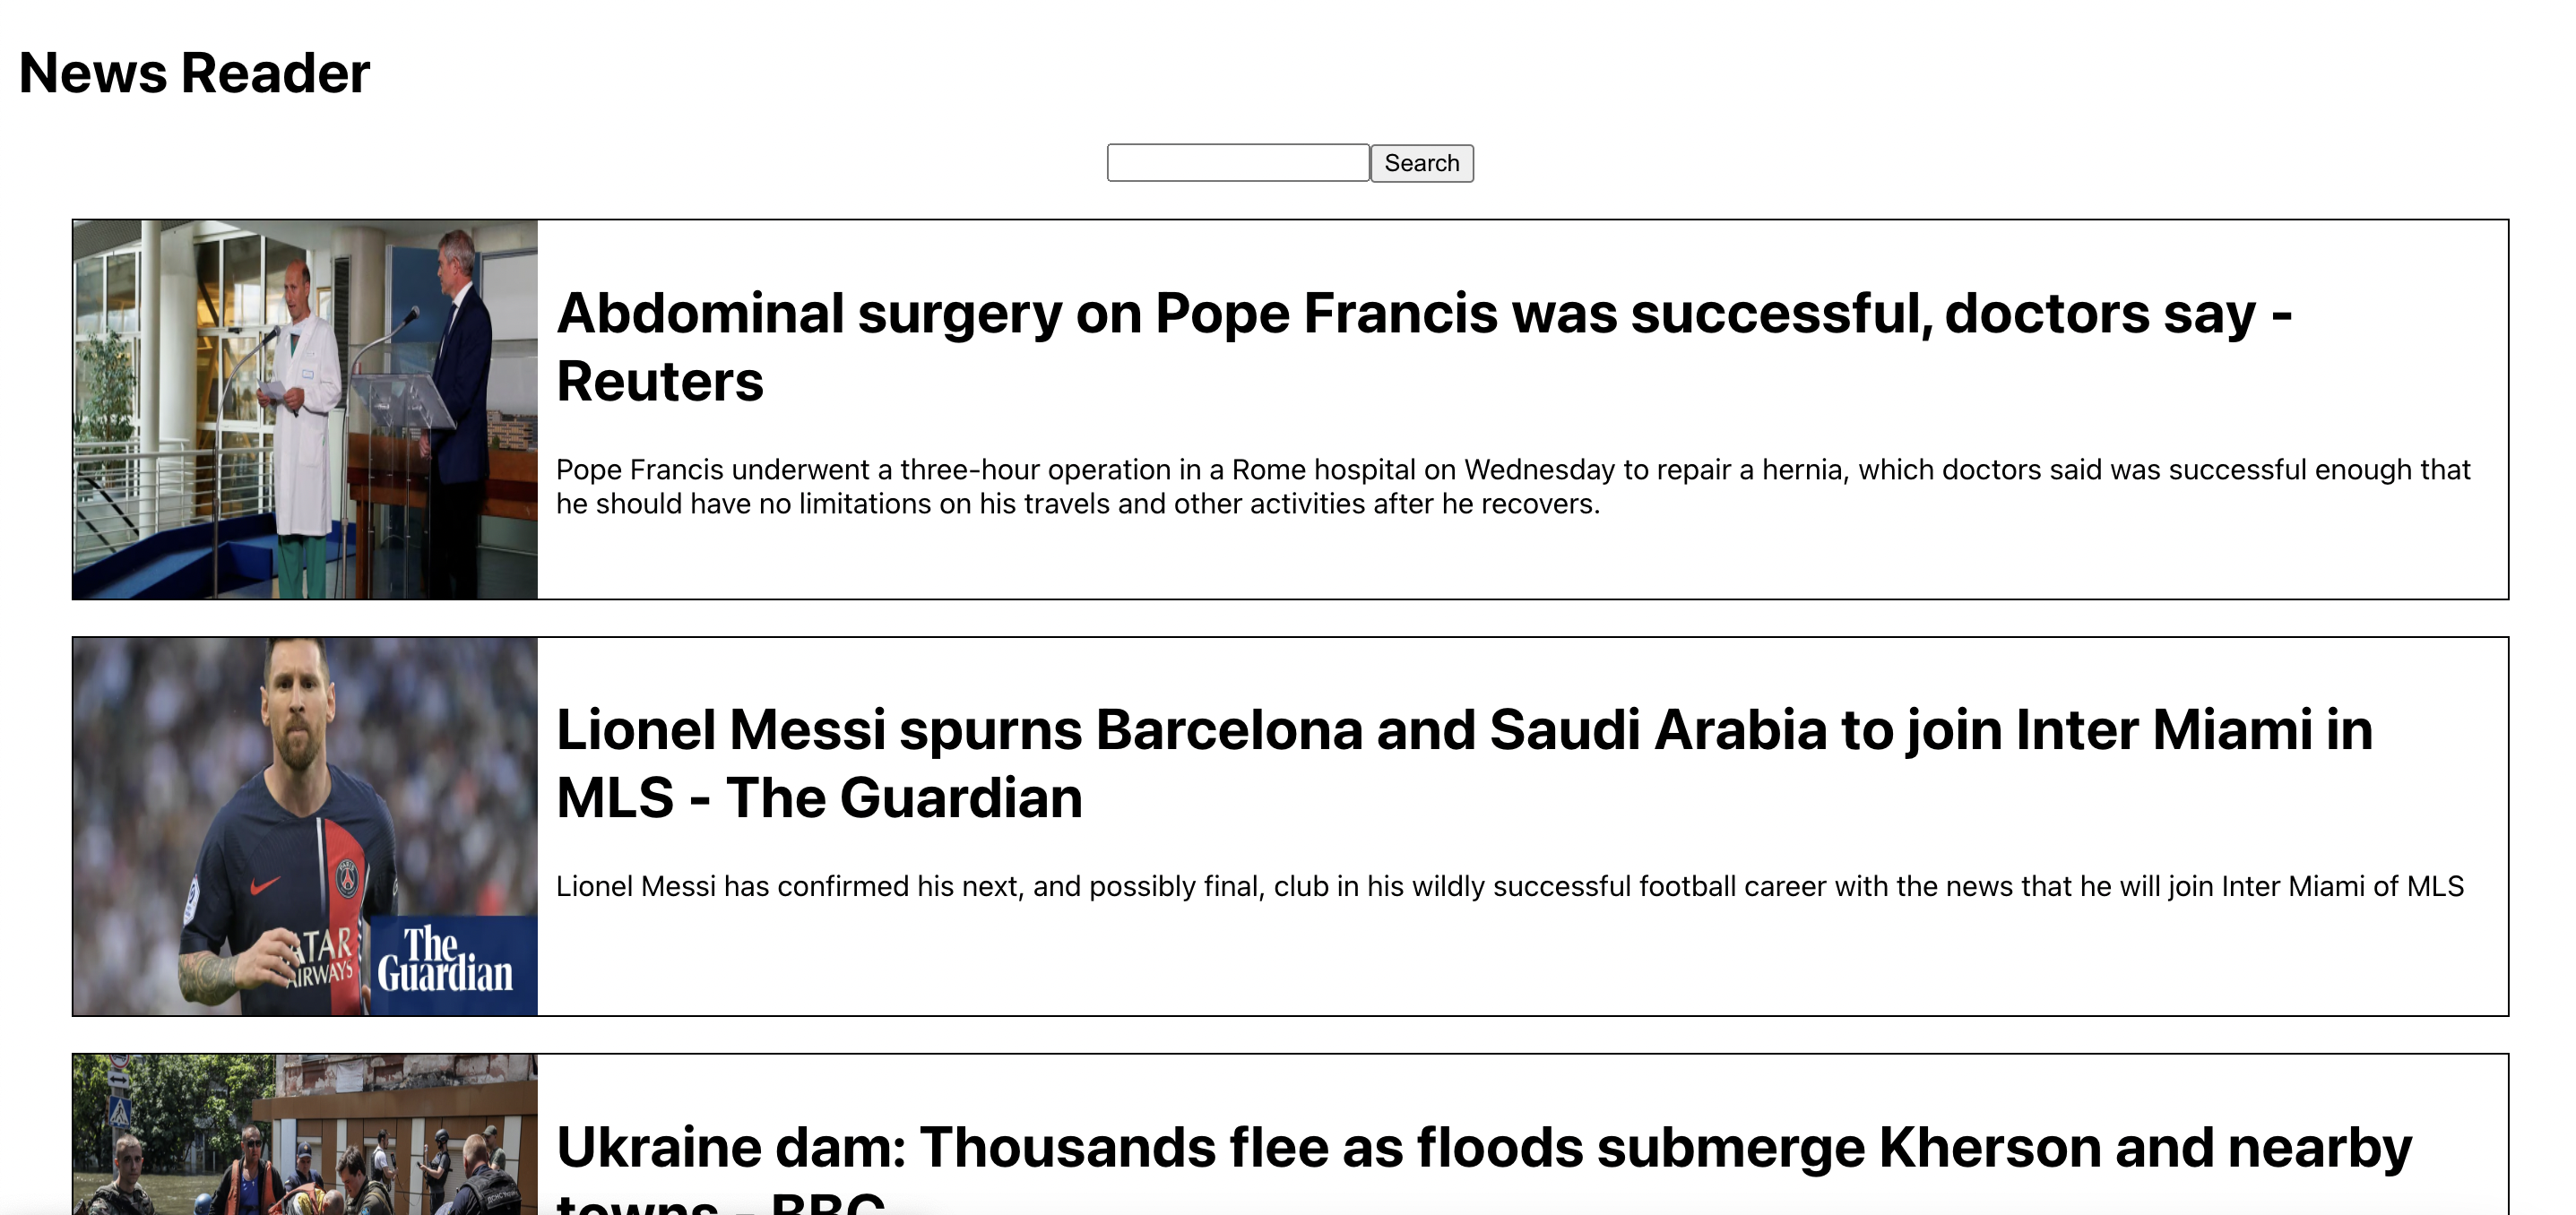 News Reader
Search
Abdominal surgery on Pope Francis was successful, doctors say -
Reuters
Pope Francis underwent a three-hour operation in a Rome hospital on Wednesday to repair a hernia, which doctors said was successful enough that
he should have no limitations on his travels and other activities after he recovers.
Lionel Messi spurns Barcelona and Saudi Arabia to join Inter Miami in
MLS - The Guardian
Lionel Messi has confirmed his next, and possibly final, club in his wildly successful football career with the news that he will join Inter Miami of MLS
PARIS
ATAR
AIRWAYS
The
Guardian
Ukraine dam: Thousands flee as floods submerge Kherson and nearby
towns - BBC